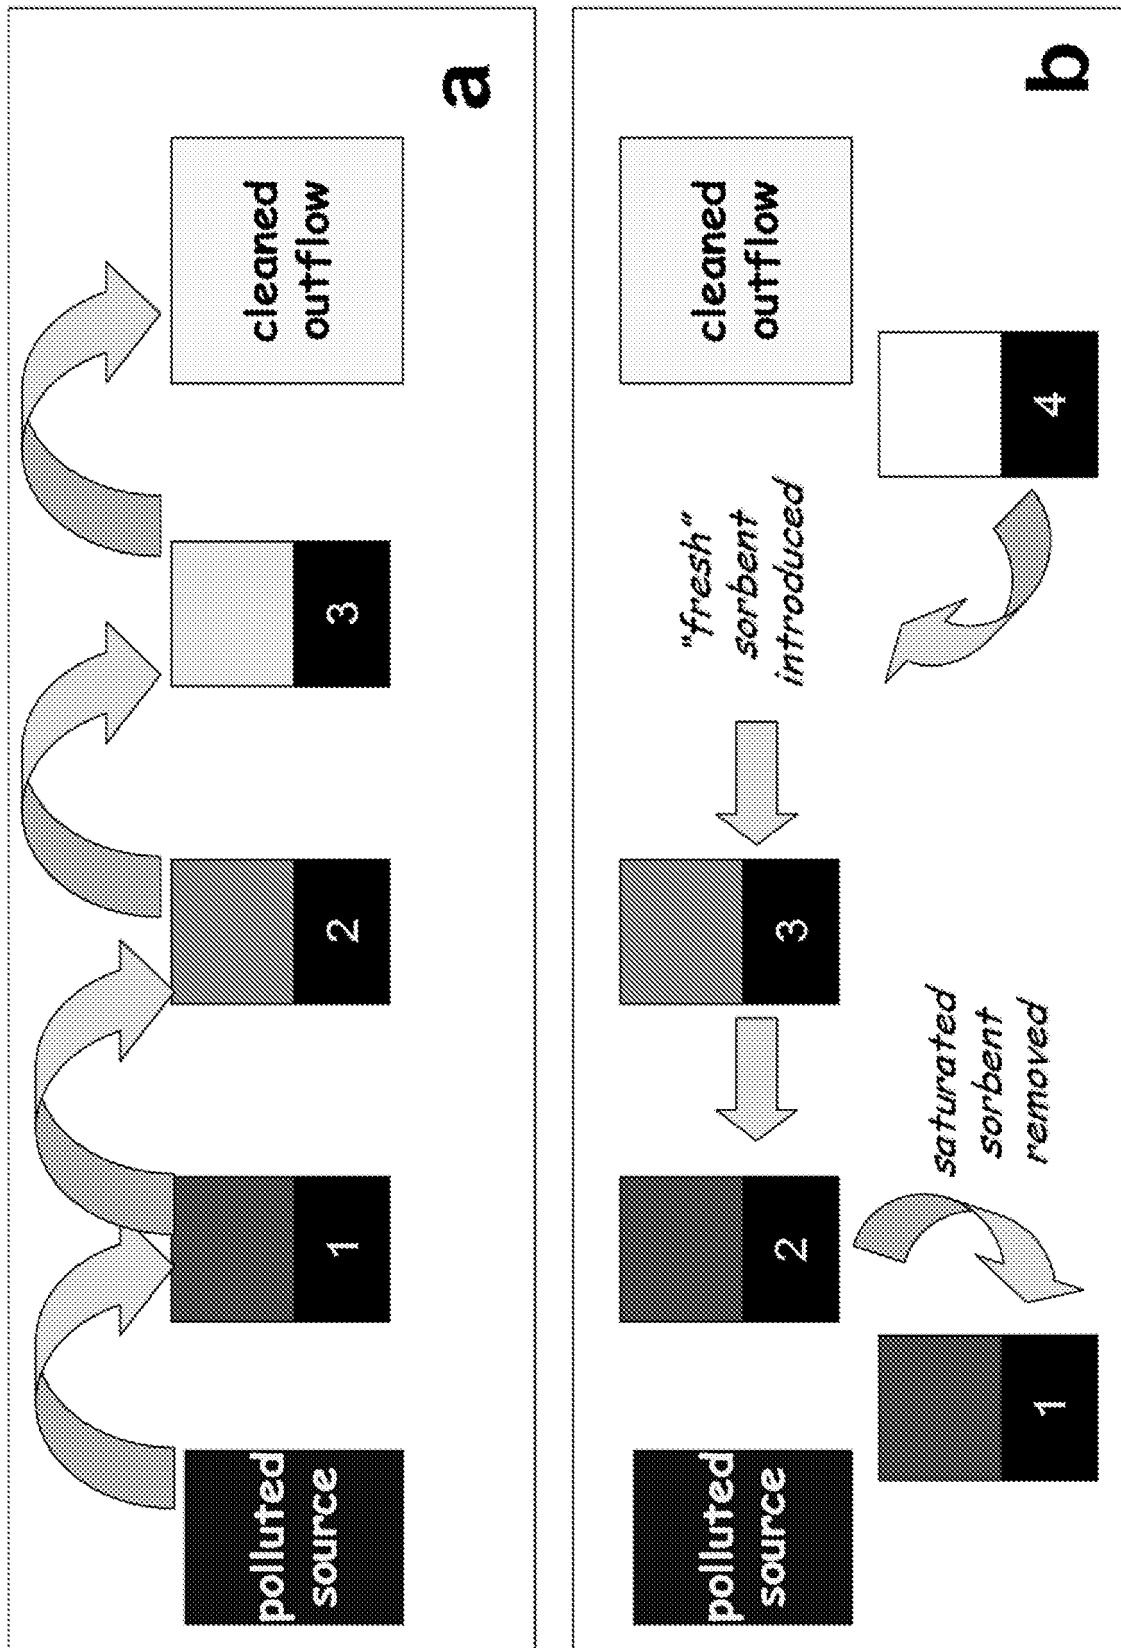 polluted
source
1
2
3
cleaned
outflow
a
polluted
source
1
saturated
sorbent
removed
2
3
"fresh"
sorbent
introduced
4
cleaned
outflow
b